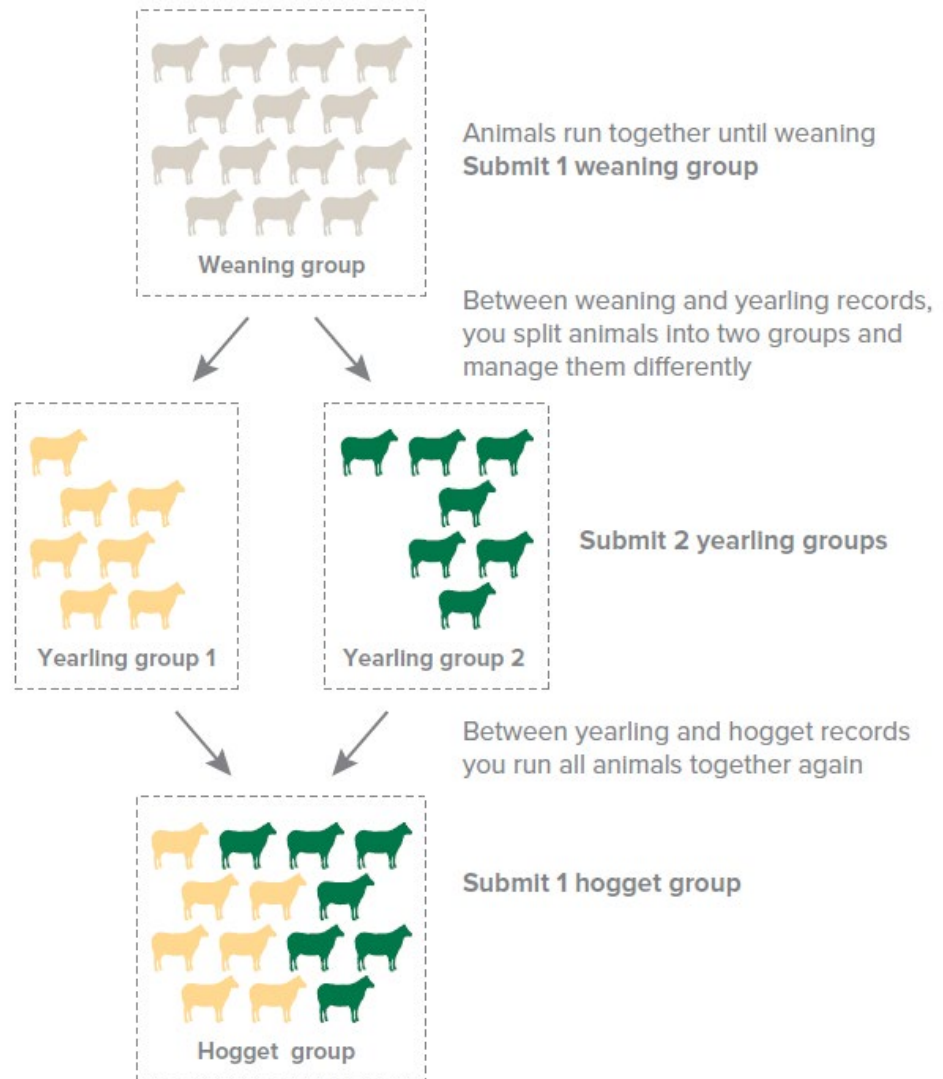 Animals run together until weaning
Submit 1 weaning group
Weaning group
Between weaning and yearling records,
you split animals into two groups and
manage them differently
Submit 2 yearling groups
Yearling group 1
Yearling group 2
Between yearling and hogget records
you run all animals together again
Submit 1 hogget group
Hogget group